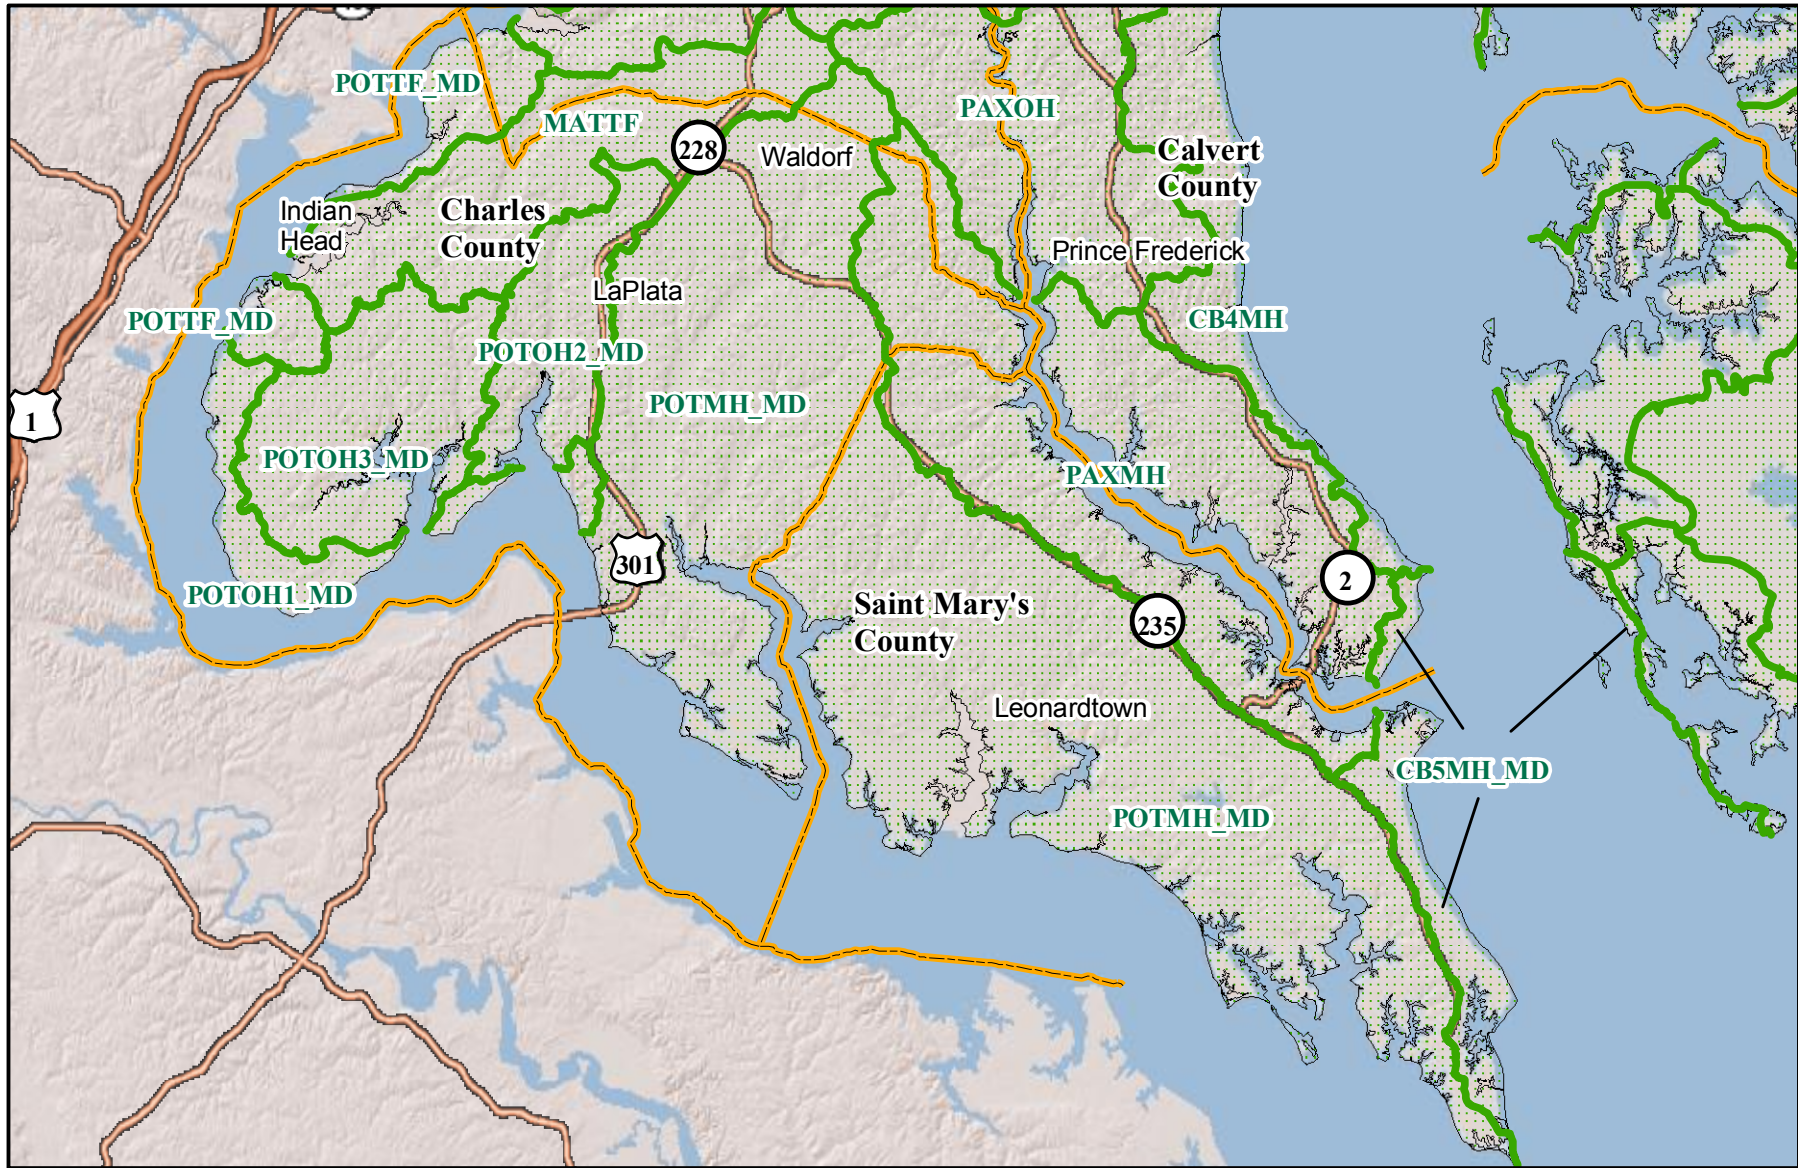 POTTF_MD
MATTF
PAXOH
228
Waldorf
Calvert
County
Indian
Head
Charles
County
Prince Frederick
LaPlata
POTTF_MD
CB4MH
POTOH2_MD
POTMH_MD
1
POTOH3_MD
PAXMH
301
2
POTOH1_MD
Saint Mary's
County
235
Leonardtown
CB5MH_MD
POTMH_MD